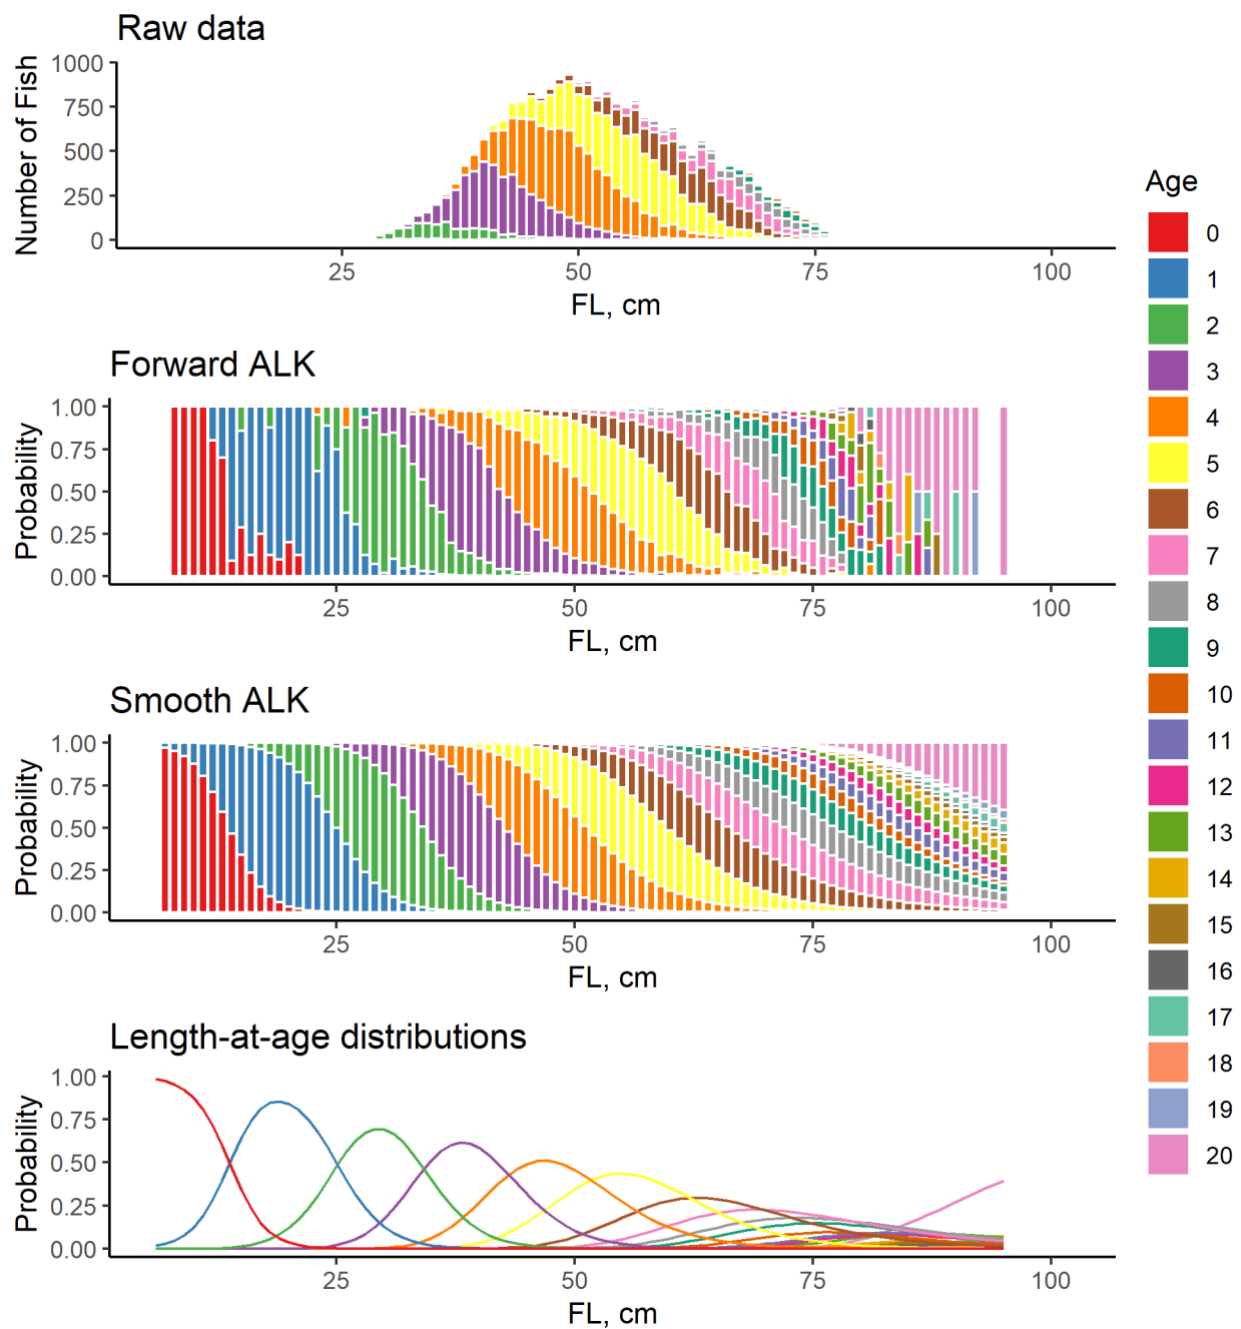 Raw data
Number of Fish
1000
750
500
250
0
25 50 75 100
FL, cm
Forward ALK
Probability
1.00
0.75
0.50
0.25
0.00
25 50 75 100
FL, cm
Smooth ALK
Probability
1.00
0.75
0.50
0.25
0.00
25 50 75 100
FL, cm
Length-at-age distributions
Probability
1.00
0.75
0.50
0.25
0.00
25 50 75 100
FL, cm
Age
0
1
2
3
4
5
6
7
8
9
10
11
12
13
14
15
16
17
18
19
20